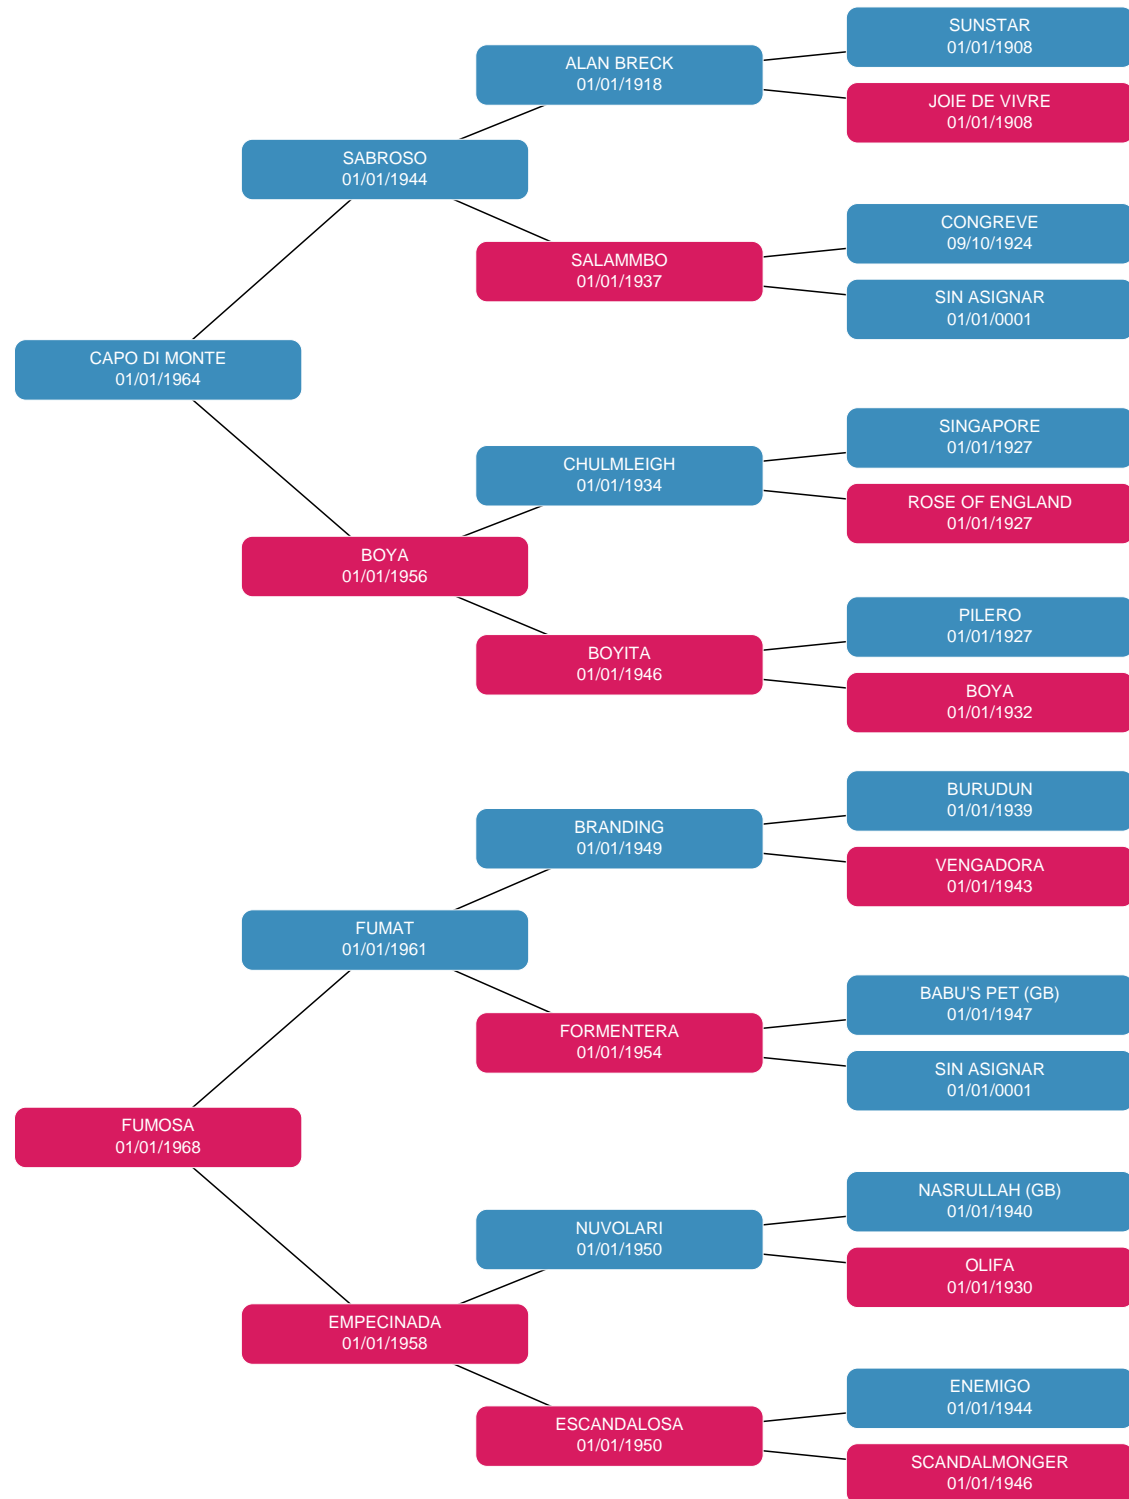 SUNSTAR
01/01/1908
ALAN BRECK
01/01/1918
JOIE DE VIVRE
01/01/1908
SABROSO
01/01/1944
CONGREVE
09/10/1924
SALAMMBO
01/01/1937
SIN ASIGNAR
01/01/0001
CAPO DI MONTE
01/01/1964
SINGAPORE
01/01/1927
CHULMLEIGH
01/01/1934
ROSE OF ENGLAND
01/01/1927
BOYA
01/01/1956
PILERO
01/01/1927
BOYITA
01/01/1946
BOYA
01/01/1932
BURUDUN
01/01/1939
BRANDING
01/01/1949
VENGADORA
01/01/1943
FUMAT
01/01/1961
BABU'S PET (GB)
01/01/1947
FORMENTERA
01/01/1954
SIN ASIGNAR
01/01/0001
FUMOSA
01/01/1968
NASRULLAH (GB)
01/01/1940
NUVOLARI
01/01/1950
OLIFA
01/01/1930
EMPECINADA
01/01/1958
ENEMIGO
01/01/1944
ESCANDALOSA
01/01/1950
SCANDALMONGER
01/01/1946